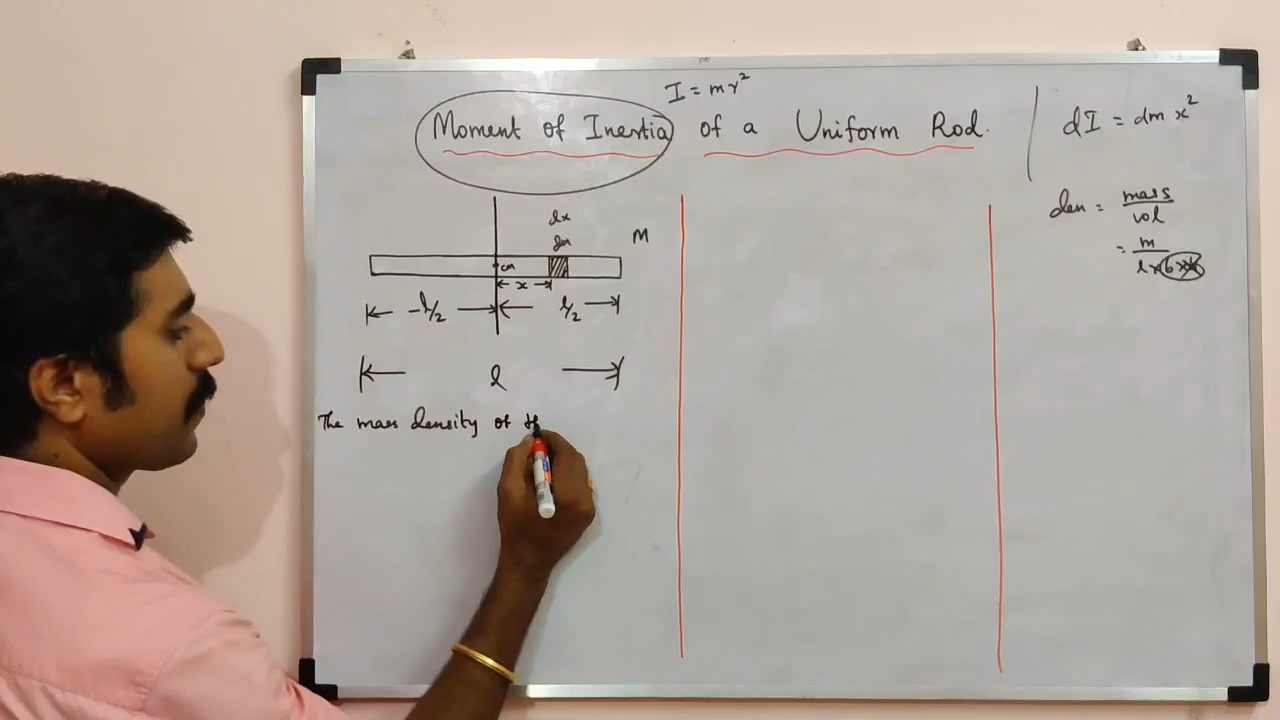 I = mr²
Moment of Inertia of a Uniform Rod.
dI = dm x²
den = mass/vol
= m/l×b×h
dx
dm
M
cm
x
-l/2
l/2
l
The mass density of th